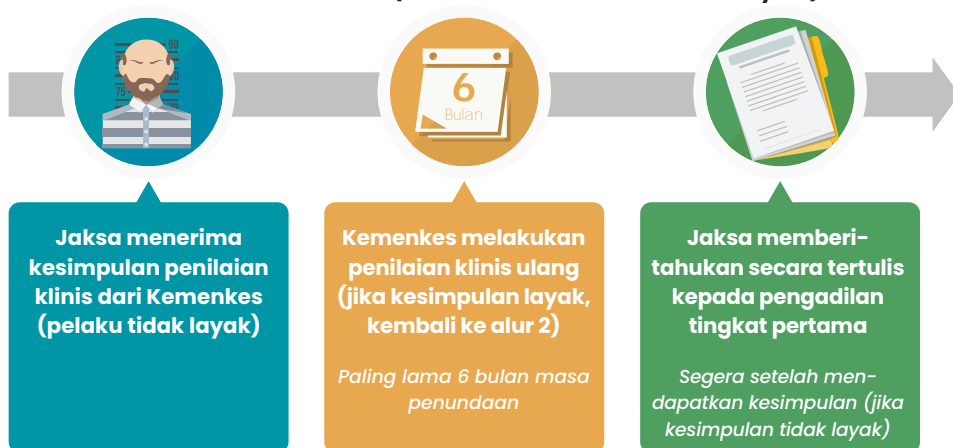 90
75
6
Bulan
Jaksa menerima
kesimpulan penilaian
klinis dari Kemenkes
(pelaku tidak layak)
Kemenkes melakukan
penilaian klinis ulang
(jika kesimpulan layak,
kembali ke alur 2)
Paling lama 6 bulan masa
penundaan
Jaksa memberi-
tahukan secara tertulis
kepada pengadilan
tingkat pertama
Segera setelah men-
dapatkan kesimpulan (jika
kesimpulan tidak layak)